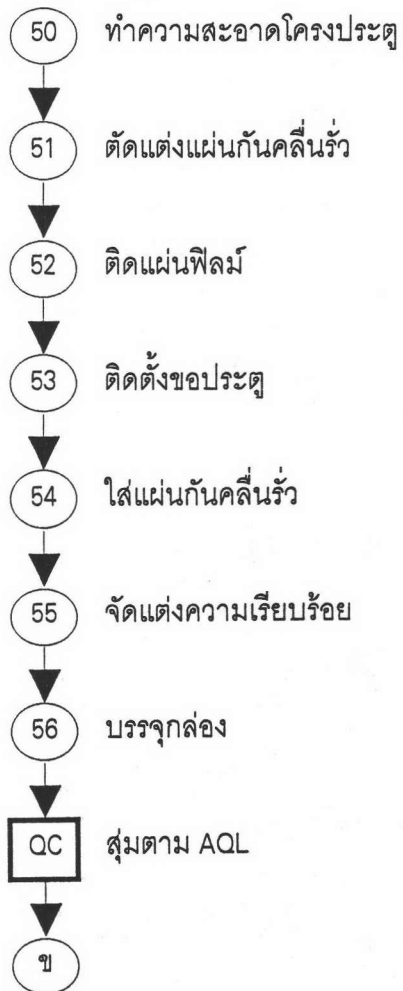 50 ทำความสะอาดโครงประตู
51 ตัดแต่งแผ่นกันคลื่นรั่ว
52 ติดแผ่นฟิลม์
53 ติดตั้งขอประตู
54 ใส่แผ่นกันคลื่นรั่ว
55 จัดแต่งความเรียบร้อย
56 บรรจุกล่อง
QC สุ่มตาม AQL
ข